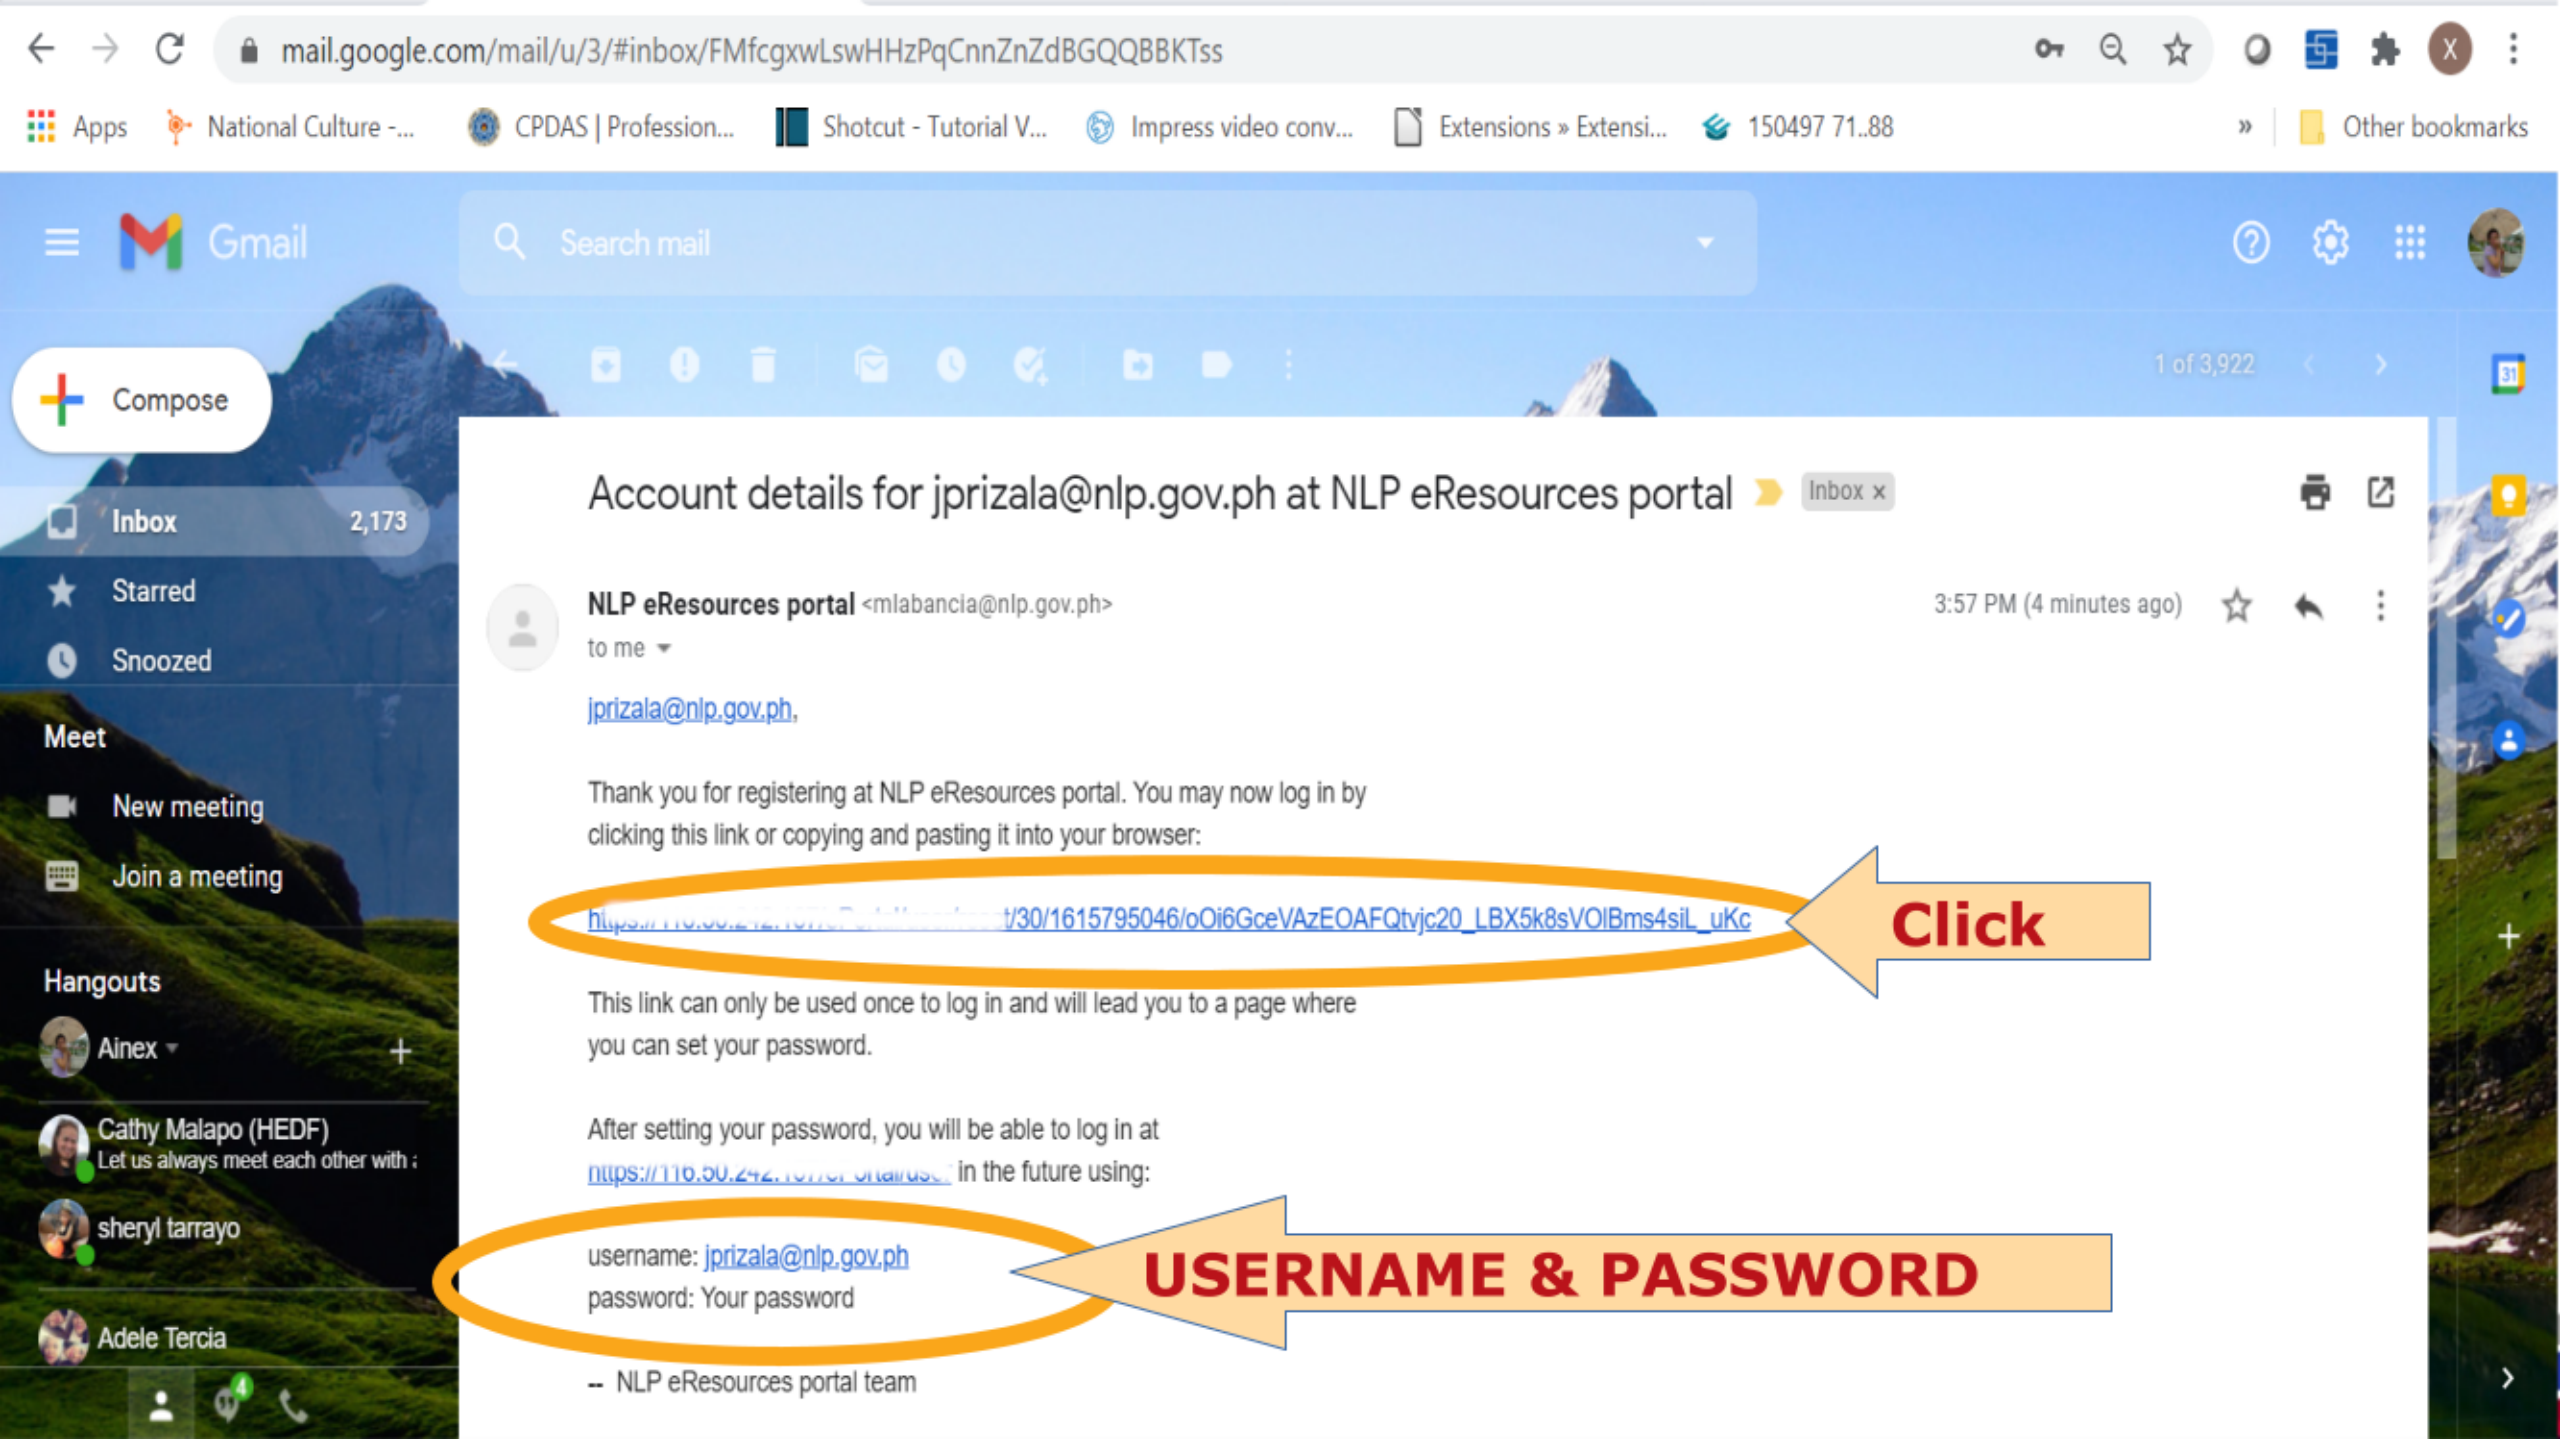 mail.google.com/mail/u/3/#inbox/FMfcgxwLswHHzPqCnnZnZdBGQQBBKTss
X
Apps
National Culture -...
CPDAS | Profession...
Shotcut - Tutorial V...
Impress video conv...
Extensions » Extensi...
150497 71..88
»
Other bookmarks
Gmail
Search mail
1 of 3,922
31
Compose
Inbox 2,173
Starred
Snoozed
Meet
New meeting
Join a meeting
Hangouts
Ainex
Cathy Malapo (HEDF)
Let us always meet each other with
sheryl tarrayo
Adele Tercia
4
Account details for jprizala@nlp.gov.ph at NLP eResources portal
Inbox x
NLP eResources portal <mlabancia@nlp.gov.ph>
3:57 PM (4 minutes ago)
to me
jprizala@nlp.gov.ph,
Thank you for registering at NLP eResources portal. You may now log in by
clicking this link or copying and pasting it into your browser:
/30/1615795046/oOi6GceVAzEOAFQtvjc20_LBX5k8sVOlBms4siL_uKc
Click
This link can only be used once to log in and will lead you to a page where
you can set your password.
After setting your password, you will be able to log in at
in the future using:
username: jprizala@nlp.gov.ph
password: Your password
USERNAME & PASSWORD
-- NLP eResources portal team